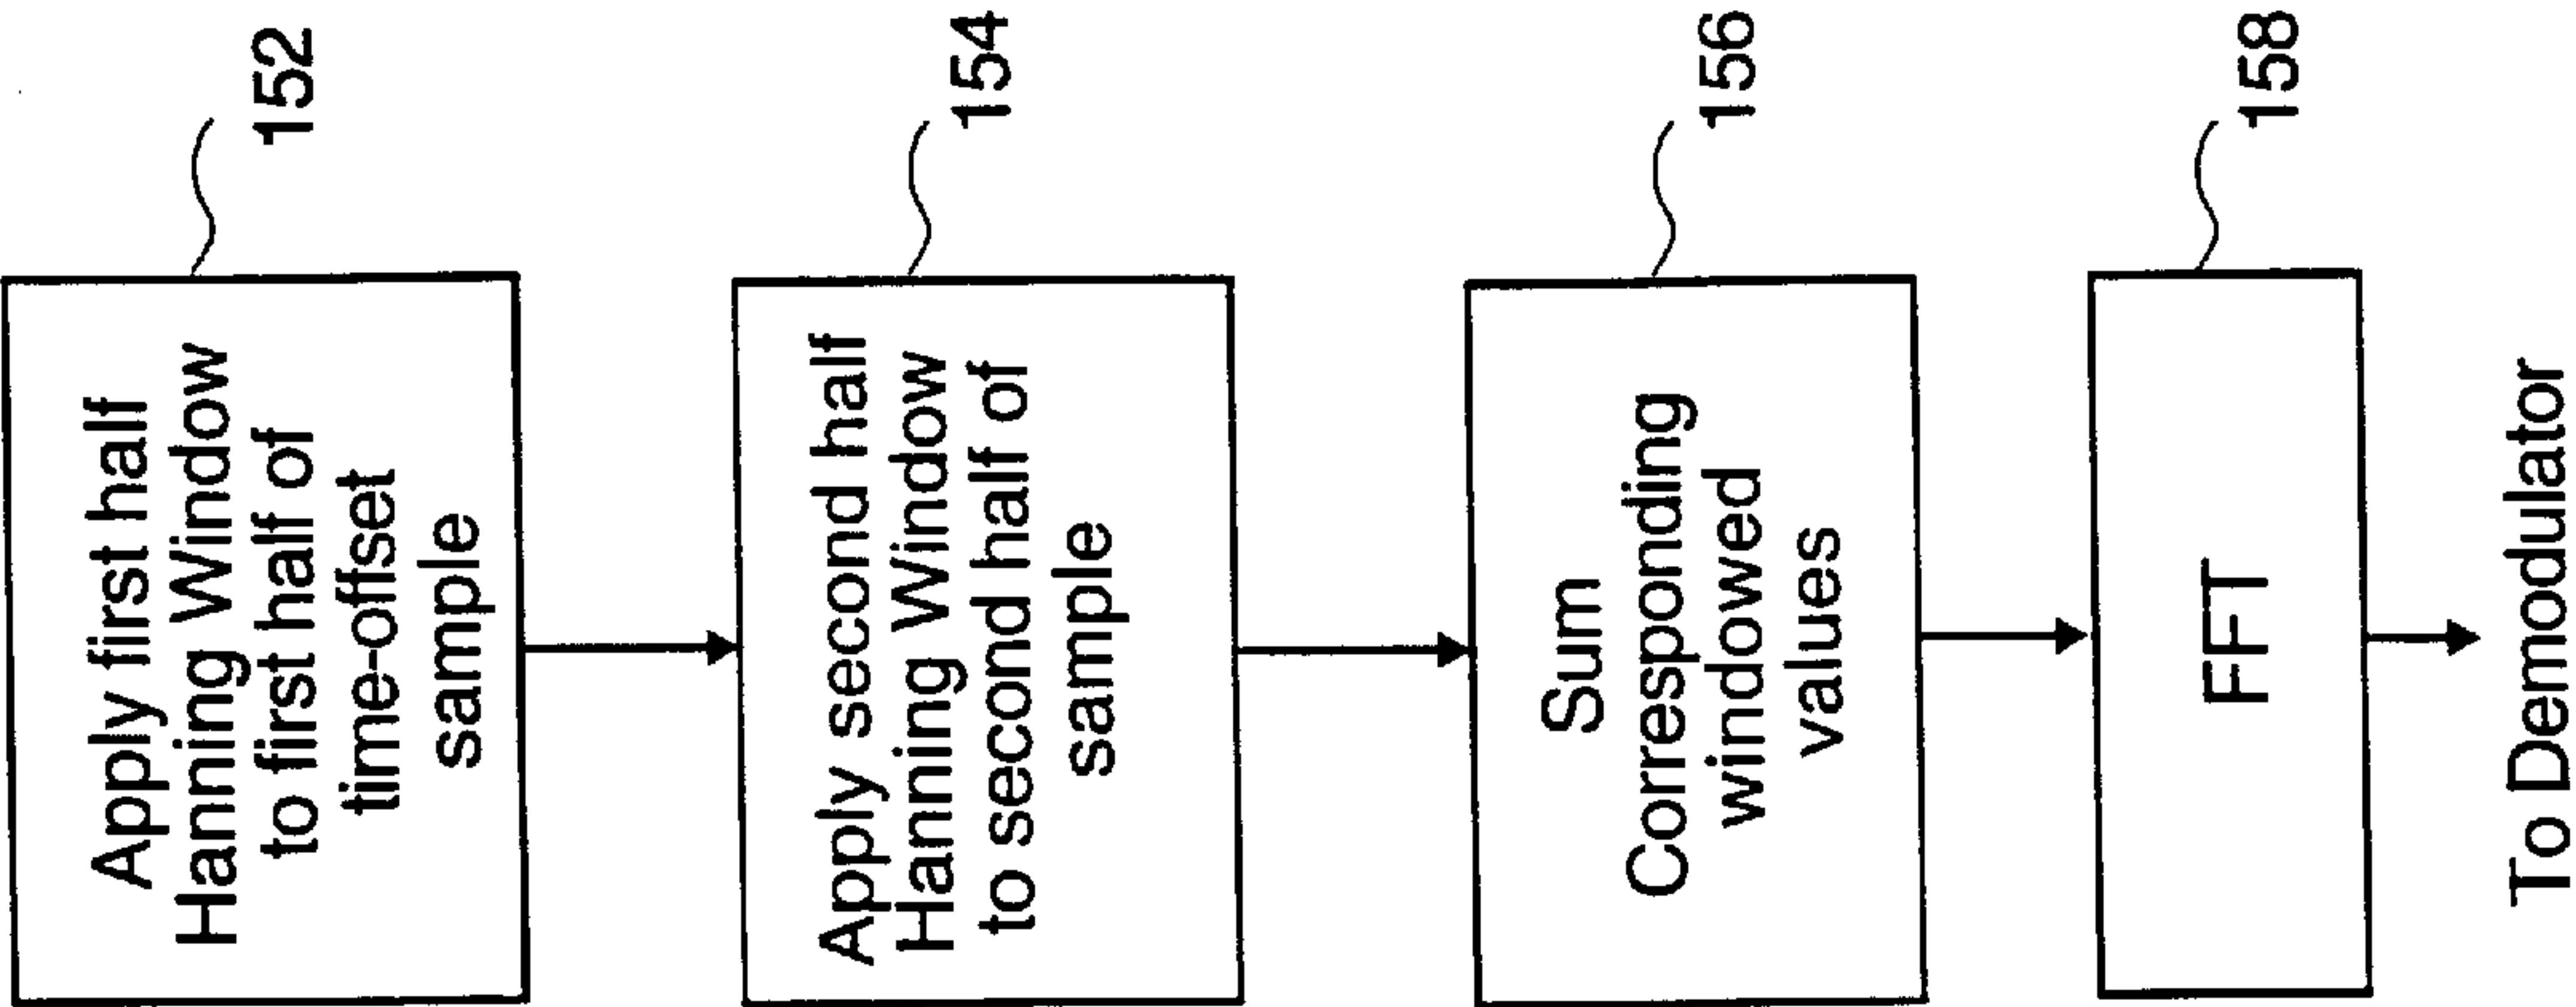 Apply first half
Hanning Window
to first half of
time-offset
sample
152
Apply second half
Hanning Window
to second half of
sample
154
Sum
Corresponding
windowed
values
156
FFT
158
To Demodulator